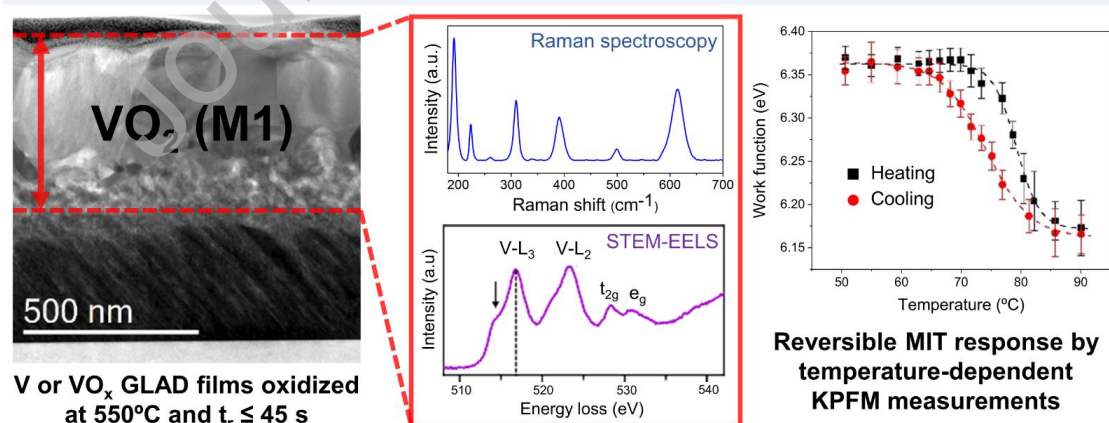 VO2 (M1)
500 nm
V or VOx GLAD films oxidized
at 550ºC and tr ≤ 45 s
Raman spectroscopy
Intensity (a.u.)
200 300 400 500 600 700
Raman shift (cm-1)
STEM-EELS
V-L3 V-L2
t2g eg
Intensity (a.u)
510 520 530 540
Energy loss (eV)
6.40
6.35
6.30
6.25
6.20
6.15
Work function (eV)
Heating
Cooling
50 60 70 80 90
Temperature (ºC)
Reversible MIT response by
temperature-dependent
KPFM measurements